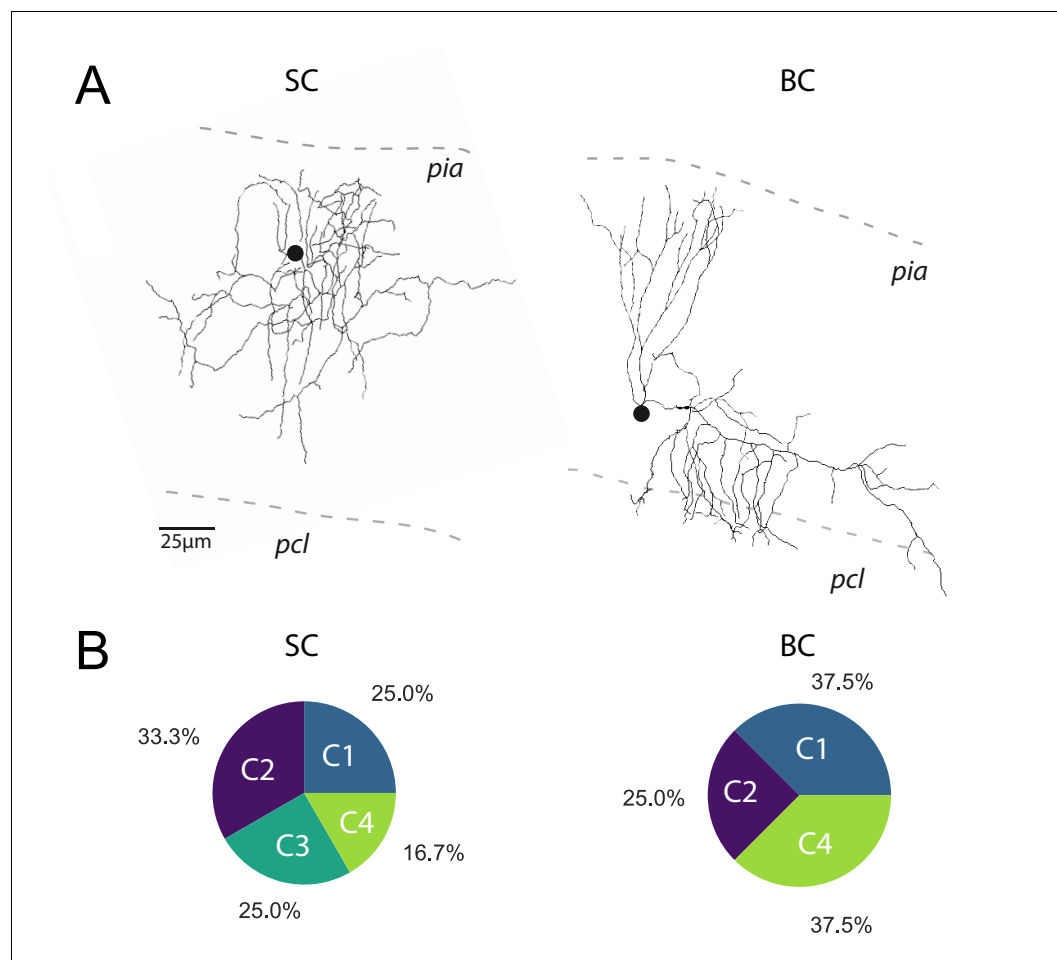 A
SC
BC
pia
pia
25µm
pcl
pcl
B
SC
BC
25.0%
37.5%
33.3%
C1
C2
C4
C3
16.7%
25.0%
C1
C2
25.0%
C4
37.5%